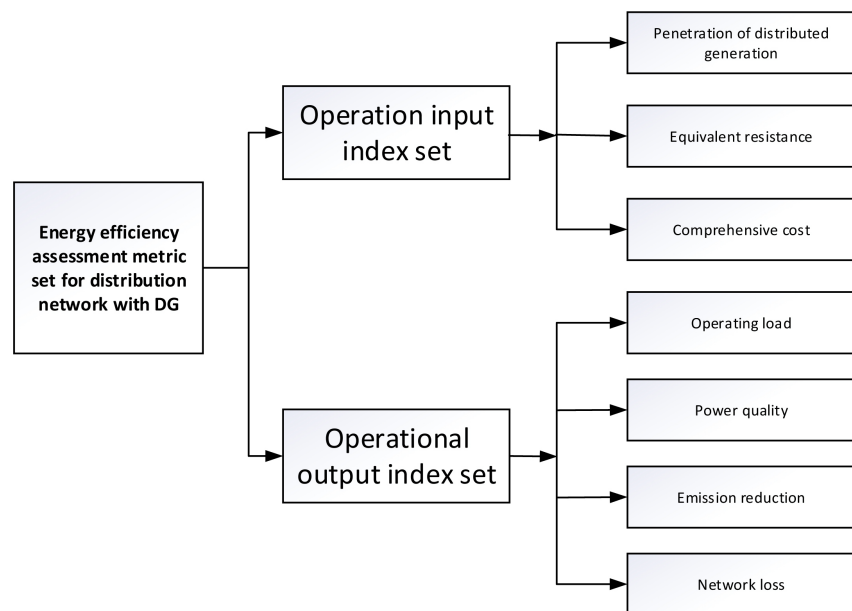 Energy efficiency
assessment metric
set for distribution
network with DG
Operation input
index set
Operational
output index set
Penetration of distributed
generation
Equivalent resistance
Comprehensive cost
Operating load
Power quality
Emission reduction
Network loss